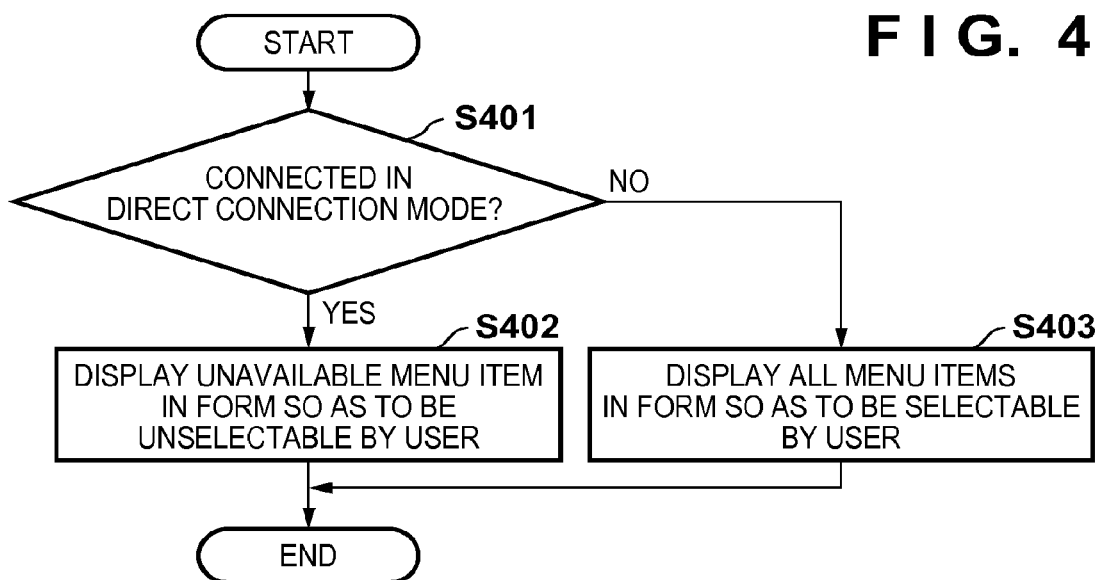 FIG. 4
START
S401
CONNECTED IN
DIRECT CONNECTION MODE?
NO
YES
S402
DISPLAY UNAVAILABLE MENU ITEM
IN FORM SO AS TO BE
UNSELECTABLE BY USER
S403
DISPLAY ALL MENU ITEMS
IN FORM SO AS TO BE SELECTABLE
BY USER
END